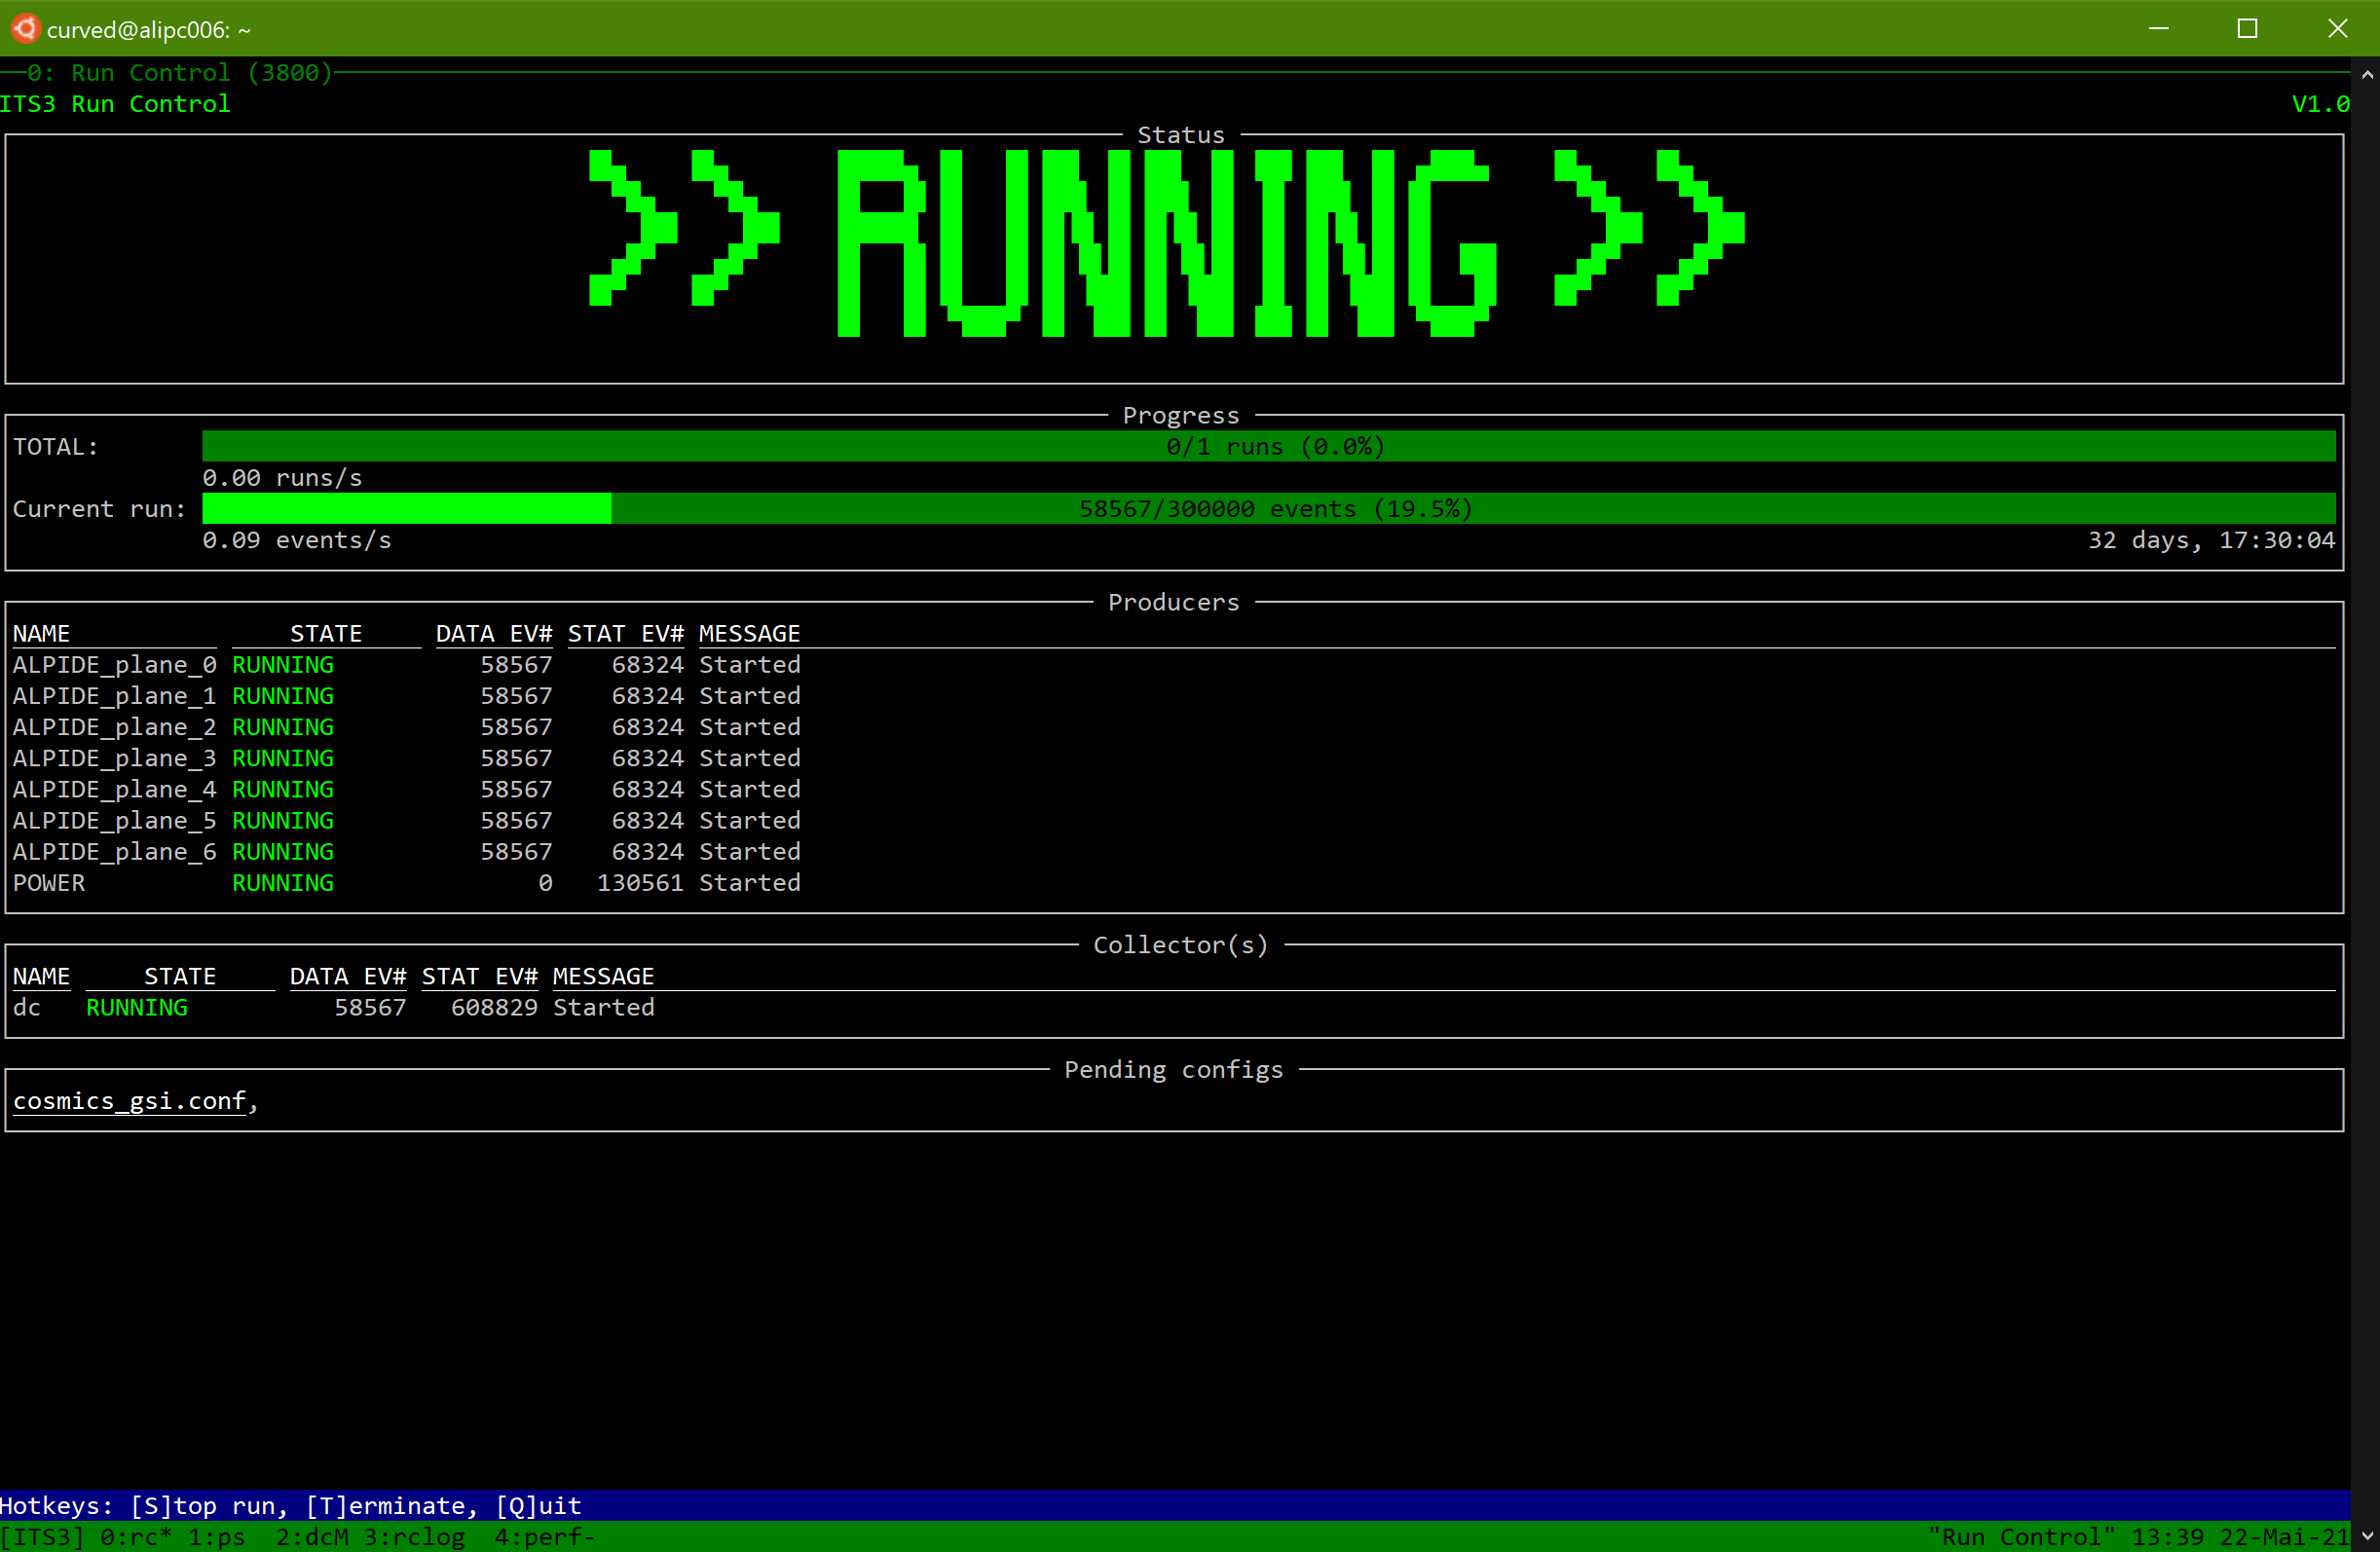 curved@alipc006: ~
0: Run Control (3800)
ITS3 Run Control V1.0
Status
>> RUNNING >>
Progress
TOTAL: 0/1 runs (0.0%)
0.00 runs/s
Current run: 58567/300000 events (19.5%)
0.09 events/s 32 days, 17:30:04
Producers
NAME STATE DATA EV# STAT EV# MESSAGE
ALPIDE_plane_0 RUNNING 58567 68324 Started
ALPIDE_plane_1 RUNNING 58567 68324 Started
ALPIDE_plane_2 RUNNING 58567 68324 Started
ALPIDE_plane_3 RUNNING 58567 68324 Started
ALPIDE_plane_4 RUNNING 58567 68324 Started
ALPIDE_plane_5 RUNNING 58567 68324 Started
ALPIDE_plane_6 RUNNING 58567 68324 Started
POWER RUNNING 0 130561 Started
Collector(s)
NAME STATE DATA EV# STAT EV# MESSAGE
dc RUNNING 58567 608829 Started
Pending configs
cosmics_gsi.conf,
Hotkeys: [S]top run, [T]erminate, [Q]uit
[ITS3] 0:rc* 1:ps  2:dcM 3:rclog  4:perf- "Run Control" 13:39 22-Mai-21